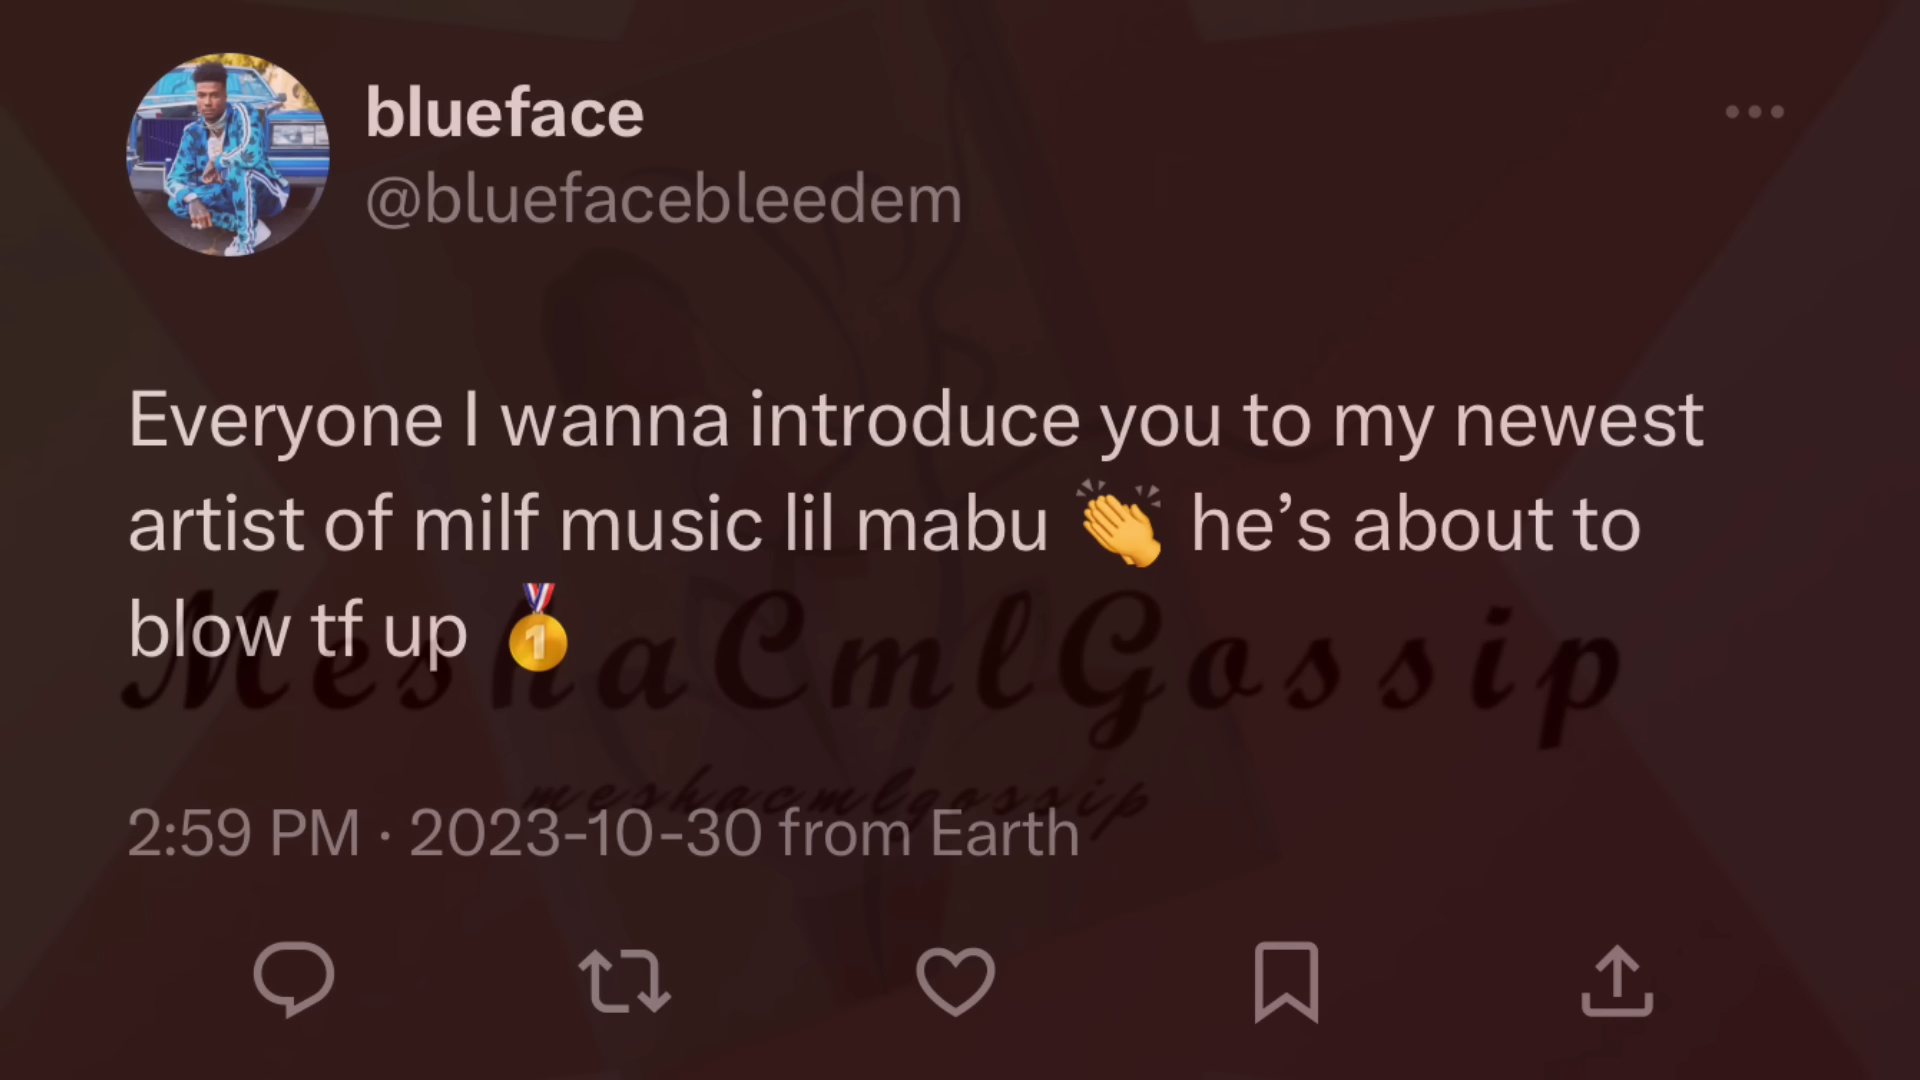 blueface
@bluefacebleedem
Everyone I wanna introduce you to my newest
artist of milf music lil mabu 👏 he’s about to
blow tf up 🥇
MeshaCmlGossip
meshacmlgossip
2:59 PM · 2023-10-30 from Earth